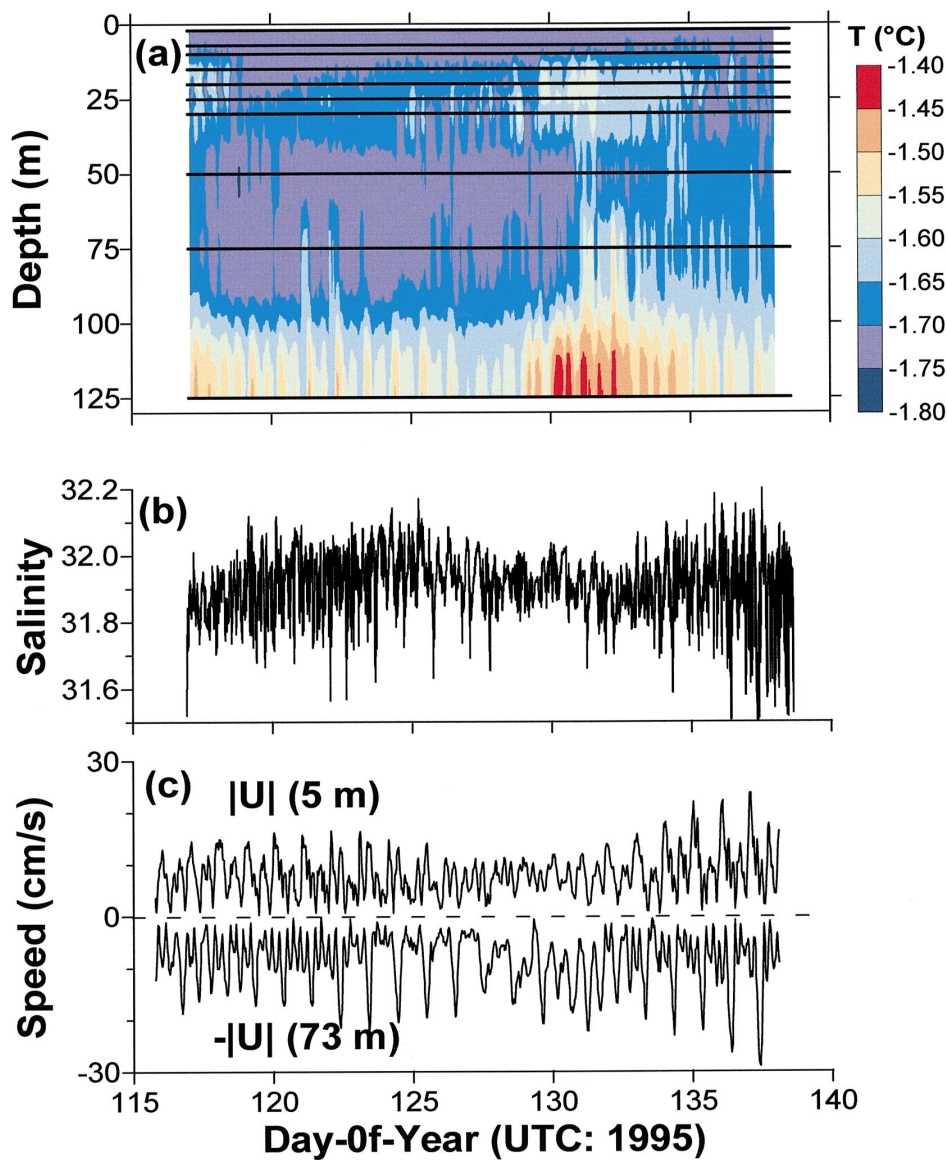 (a)
T (°C)
Depth (m)
0
25
50
75
100
125
-1.40
-1.45
-1.50
-1.55
-1.60
-1.65
-1.70
-1.75
-1.80
(b)
Salinity
32.2
32.0
31.8
31.6
(c)
|U| (5 m)
-|U| (73 m)
Speed (cm/s)
30
0
-30
115 120 125 130 135 140
Day-0f-Year (UTC: 1995)